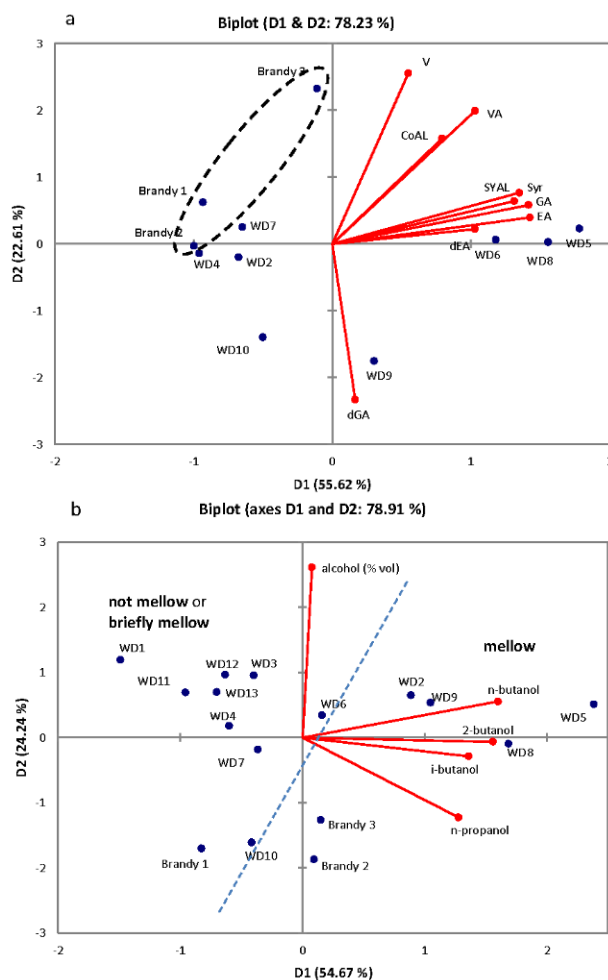 a
Biplot (D1 & D2: 78.23 %)
3
V
Brandy 3
2
VA
CoAL
1
Brandy 1
SYAL
Syr
GA
EA
D2 (22.61 %)
WD7
Brandy 2
0
WD4
WD2
dEA
WD6
WD8
WD5
-1
WD10
WD9
-2
dGA
-3
-2
-1
0
1
2
D1 (55.62 %)
b
Biplot (axes D1 and D2: 78.91 %)
3
alcohol (% vol)
2
not mellow or
briefly mellow
mellow
WD1
WD12
WD3
1
WD11
WD13
WD2
WD9
n-butanol
WD6
WD5
WD4
2-butanol
D2 (24.24 %)
0
WD7
WD8
i-butanol
-1
Brandy 3
n-propanol
Brandy 1
WD10
Brandy 2
-2
-3
-2
-1
0
1
2
D1 (54.67 %)